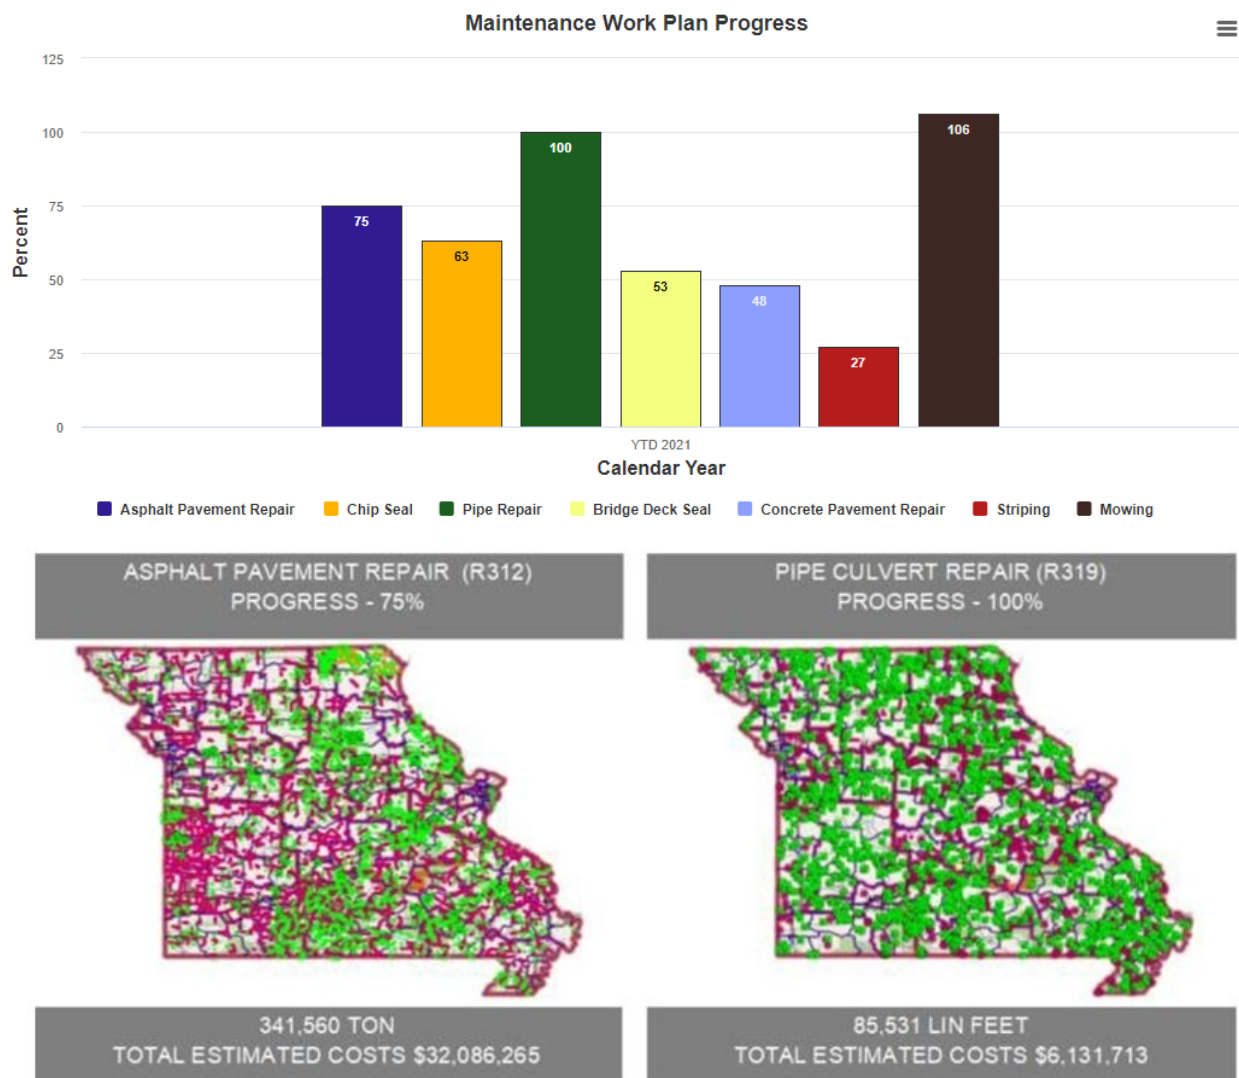 Maintenance Work Plan Progress
125
100
75
50
25
0
Percent
75
63
100
53
48
27
106
YTD 2021
Calendar Year
Asphalt Pavement Repair Chip Seal Pipe Repair Bridge Deck Seal Concrete Pavement Repair Striping Mowing
ASPHALT PAVEMENT REPAIR (R312)
PROGRESS - 75%
PIPE CULVERT REPAIR (R319)
PROGRESS - 100%
341,560 TON
TOTAL ESTIMATED COSTS $32,086,265
85,531 LIN FEET
TOTAL ESTIMATED COSTS $6,131,713